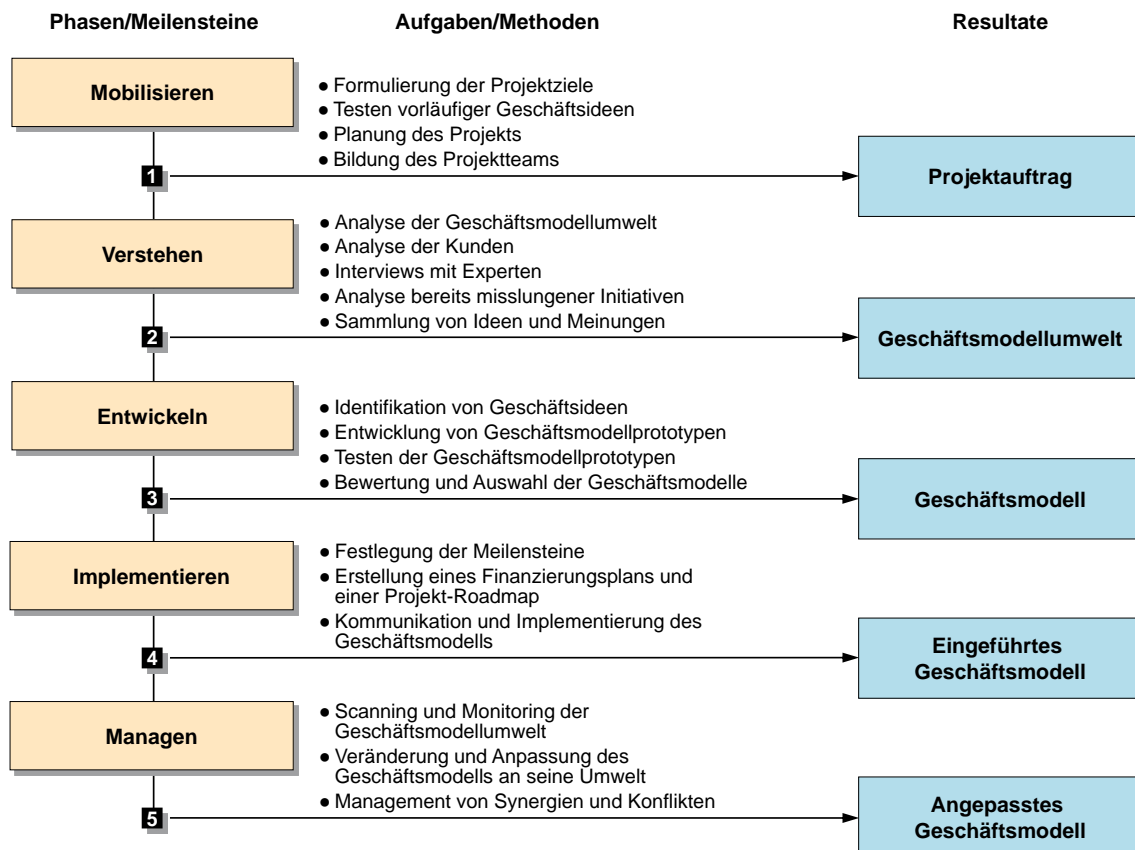 Phasen/Meilensteine
Aufgaben/Methoden
Resultate
Mobilisieren
● Formulierung der Projektziele
● Testen vorläufiger Geschäftsideen
● Planung des Projekts
● Bildung des Projektteams
1
Projektauftrag
Verstehen
● Analyse der Geschäftsmodellumwelt
● Analyse der Kunden
● Interviews mit Experten
● Analyse bereits misslungener Initiativen
● Sammlung von Ideen und Meinungen
2
Geschäftsmodellumwelt
Entwickeln
● Identifikation von Geschäftsideen
● Entwicklung von Geschäftsmodellprototypen
● Testen der Geschäftsmodellprototypen
● Bewertung und Auswahl der Geschäftsmodelle
3
Geschäftsmodell
Implementieren
● Festlegung der Meilensteine
● Erstellung eines Finanzierungsplans und
einer Projekt-Roadmap
● Kommunikation und Implementierung des
Geschäftsmodells
4
Eingeführtes
Geschäftsmodell
Managen
● Scanning und Monitoring der
Geschäftsmodellumwelt
● Veränderung und Anpassung des
Geschäftsmodells an seine Umwelt
● Management von Synergien und Konflikten
5
Angepasstes
Geschäftsmodell